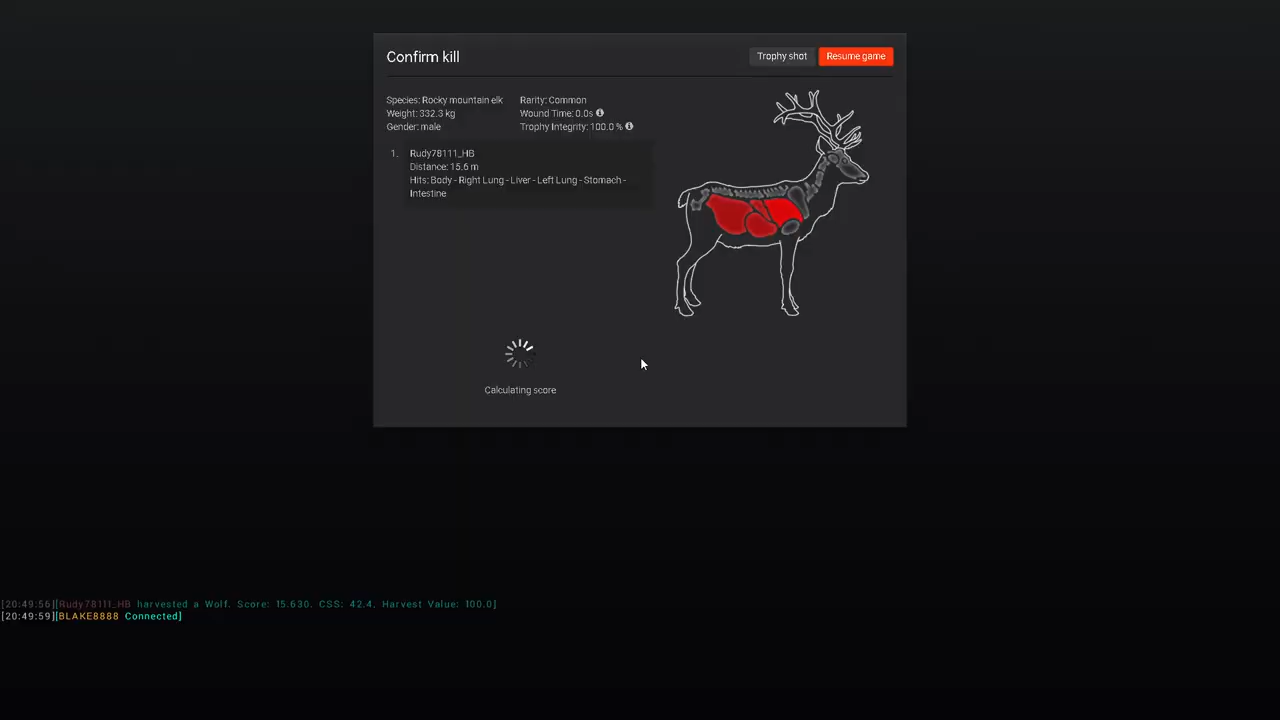 Confirm kill
Trophy shot
Resume game
Species: Rocky mountain elk
Rarity: Common
Weight: 332.3 kg
Wound Time: 0.0s
Gender: male
Trophy Integrity: 100.0 %
1. Rudy78111_HB
Distance: 15.6 m
Hits: Body - Right Lung - Liver - Left Lung - Stomach -
Intestine
Calculating score
[20:49:56][Rudy78111_HB harvested a Wolf. Score: 15.630. CSS: 42.4. Harvest Value: 100.0]
[20:49:59][BLAKE8888 Connected]